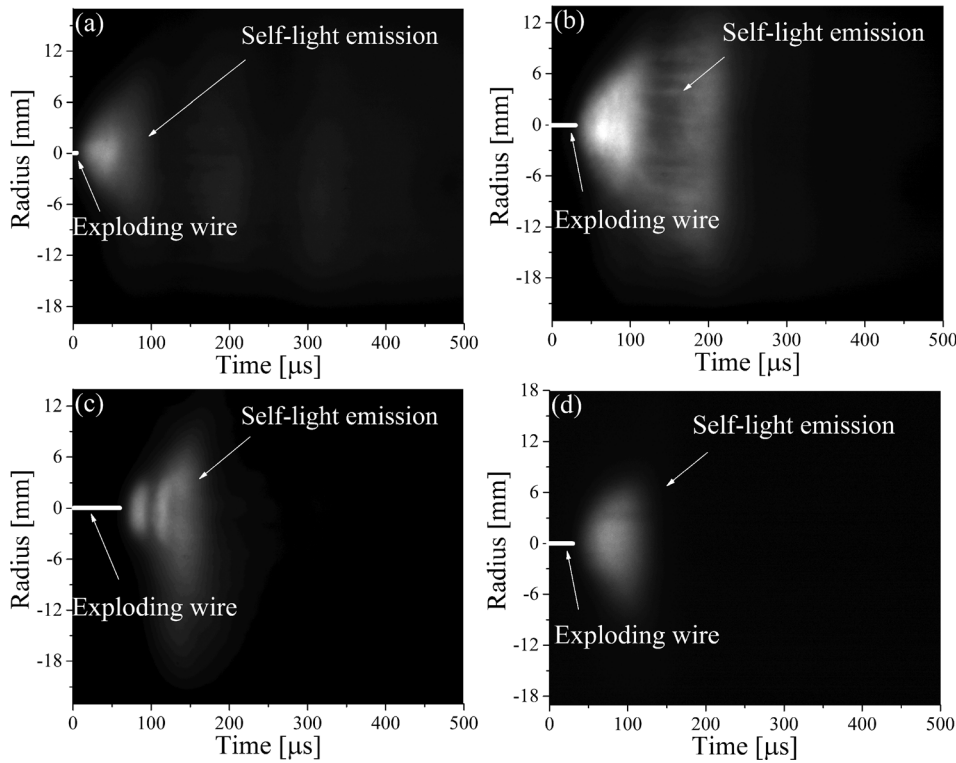 (a)
Self-light emission
Exploding wire
12
6
0
-6
-12
-18
Radius [mm]
0 100 200 300 400 500
Time [μs]
(b)
Self-light emission
Exploding wire
12
6
0
-6
-12
-18
Radius [mm]
0 100 200 300 400 500
Time [μs]
(c)
Self-light emission
Exploding wire
12
6
0
-6
-12
-18
Radius [mm]
0 100 200 300 400 500
Time [μs]
(d)
Self-light emission
Exploding wire
18
12
6
0
-6
-12
-18
Radius [mm]
0 100 200 300 400 500
Time [μs]